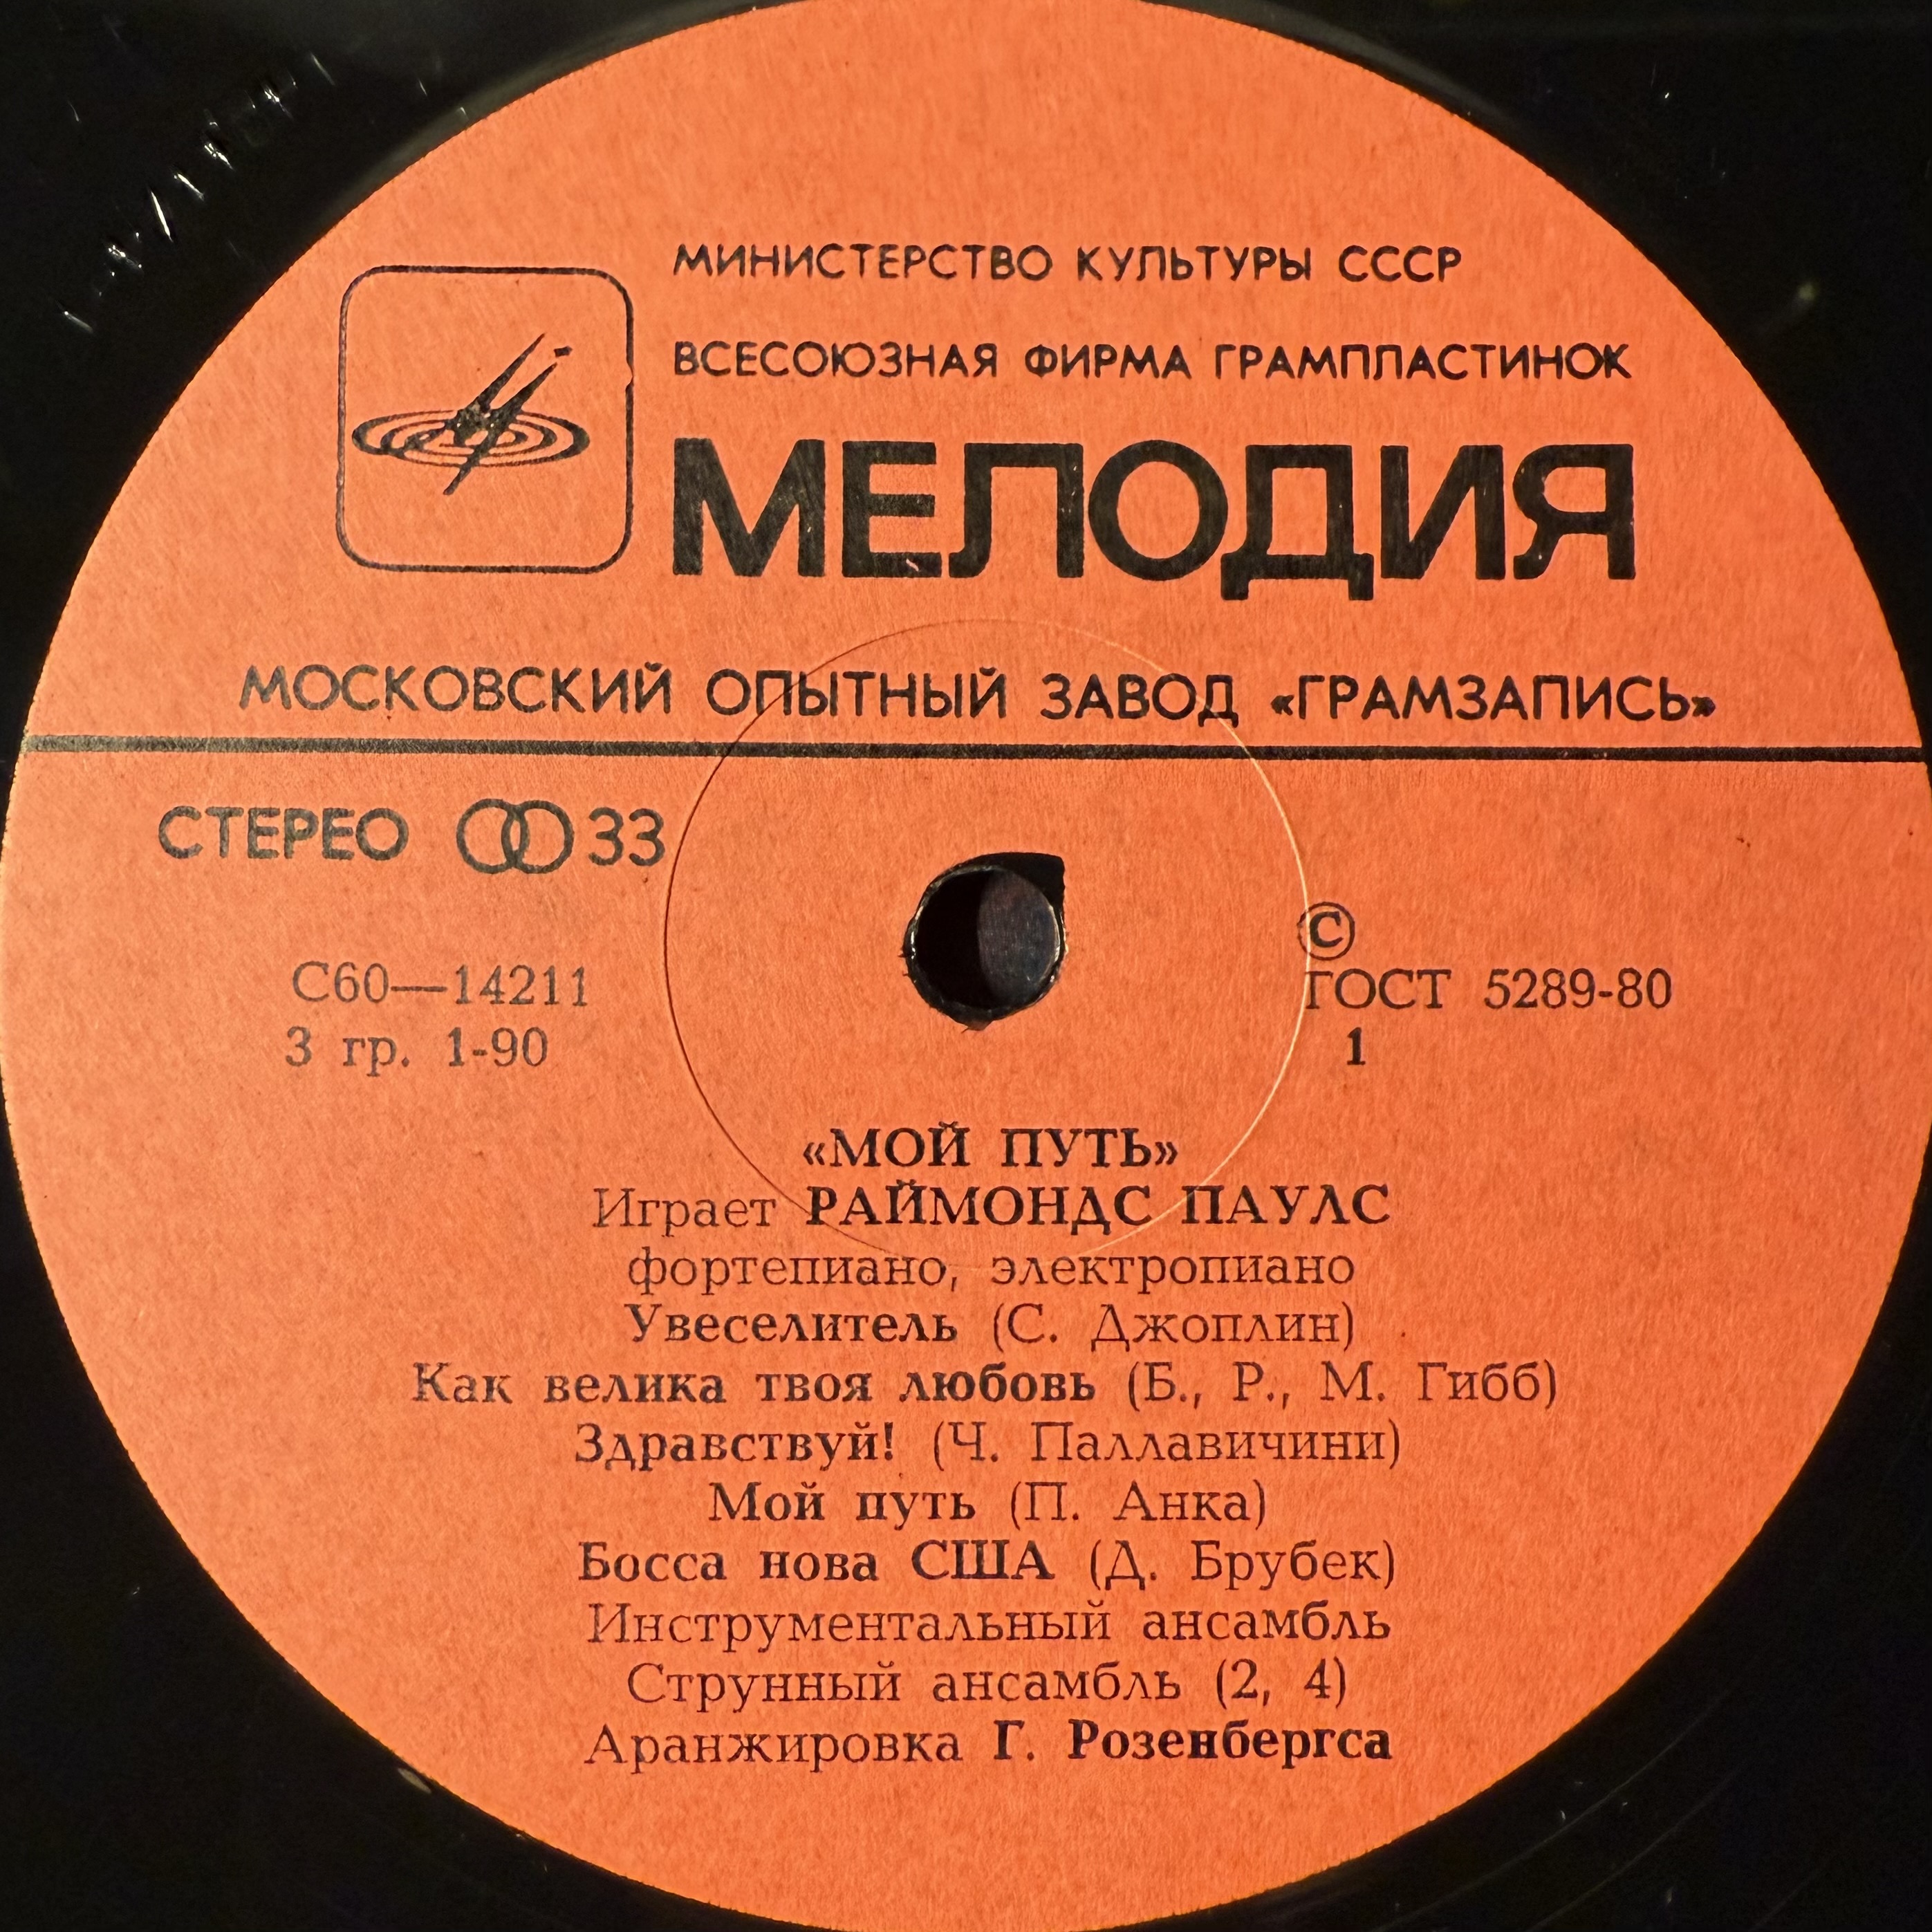 МИНИСТЕРСТВО КУЛЬТУРЫ СССР
ВСЕСОЮЗНАЯ ФИРМА ГРАМПЛАСТИНОК
МЕЛОДИЯ
МОСКОВСКИЙ ОПЫТНЫЙ ЗАВОД «ГРАМЗАПИСЬ»
СТЕРЕО 33
©
С60—14211 ГОСТ 5289-80
3 гр. 1-90 1
«МОЙ ПУТЬ»
Играет РАЙМОНДС ПАУЛС
фортепиано, электропиано
Увеселитель (С. Джоплин)
Как велика твоя любовь (Б., Р., М. Гибб)
Здравствуй! (Ч. Паллавичини)
Мой путь (П. Анка)
Босса нова США (Д. Брубек)
Инструментальный ансамбль
Струнный ансамбль (2, 4)
Аранжировка Г. Розенбергса